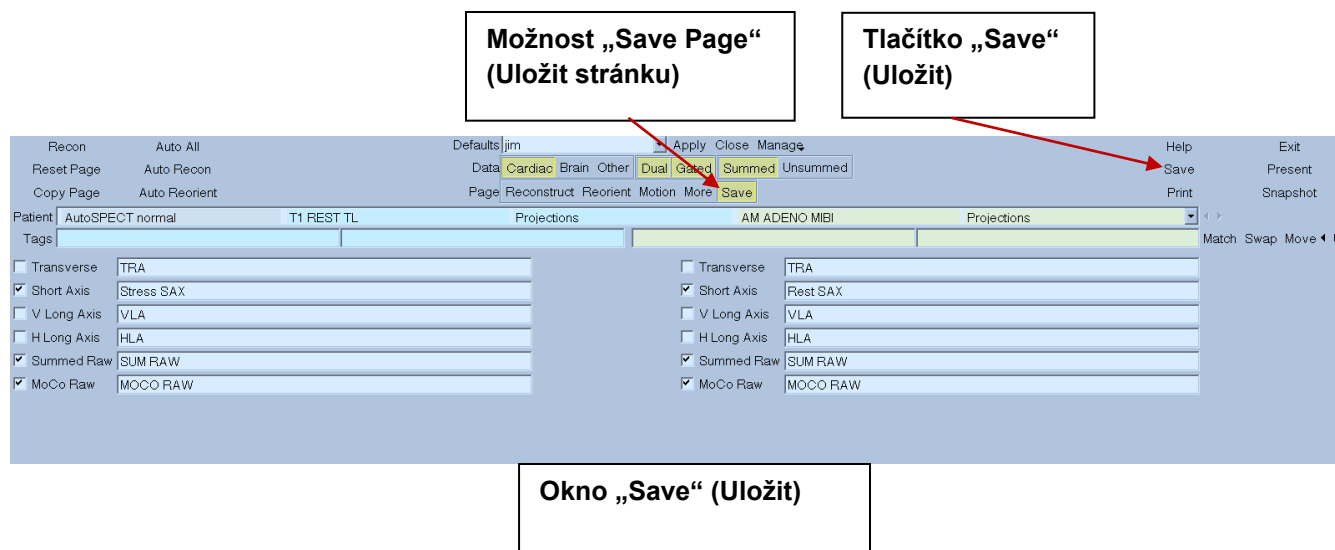 Možnost „Save Page“
(Uložit stránku)
Tlačítko „Save“
(Uložit)
Recon Auto All Defaults jim Apply Close Manage Help Exit
Reset Page Auto Recon Data Cardiac Brain Other Dual Gated Summed Unsummed Save Present
Copy Page Auto Reorient Page Reconstruct Reorient Motion More Save Print Snapshot
Patient AutoSPECT normal T1 REST TL Projections AM ADENO MIBI Projections
Tags Match Swap Move
Transverse TRA Transverse TRA
Short Axis Stress SAX Short Axis Rest SAX
V Long Axis VLA V Long Axis VLA
H Long Axis HLA H Long Axis HLA
Summed Raw SUM RAW Summed Raw SUM RAW
MoCo Raw MOCO RAW MoCo Raw MOCO RAW
Okno „Save“ (Uložit)